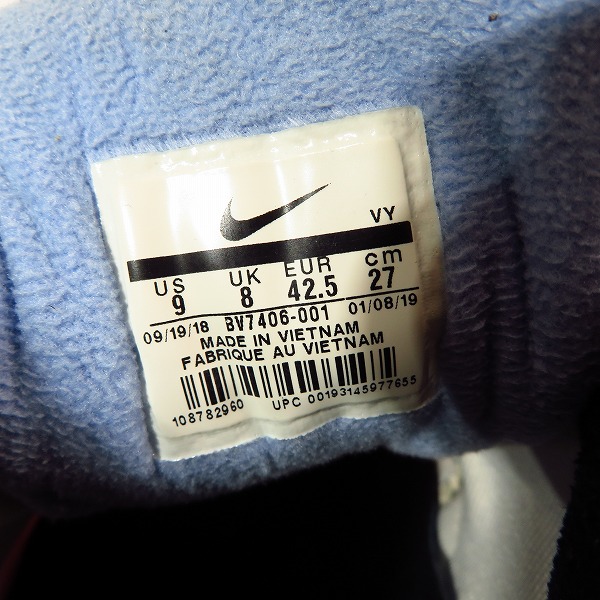 VY
US UK EUR cm
9 8 42.5 27
09/19/18 BV7406-001 01/08/19
MADE IN VIETNAM
FABRIQUE AU VIETNAM
108782960 UPC 00193145977655